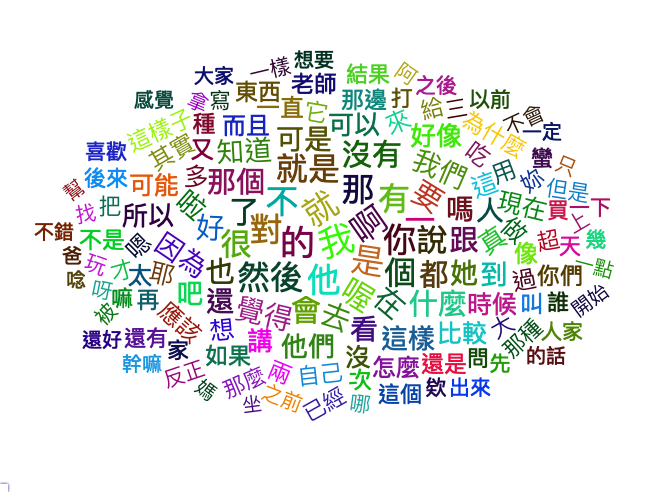 想要
大家 一樣 老師 結果 阿 之後
感覺 拿 寫 東西 一直 它 那邊 打 給 三 以前
這樣子 種 而且 可是 可以 來 好像 為什麼 不會 一定
喜歡 其實 又 知道 就是 沒有 我們 吃 蠻 只
後來 可能 多 那個 不 那 有 要 這 用 妳 但是
幫 找 把 所以 啦 好 了 對 就 啊 一 嗎 人 現在 買 上 下
不錯 不是 嗯 因為 很 的 我 你 說 跟 真 做 超 天 幾
爸 玩 才 太 耶 也 然後 他 是 個 都 她 到 像 過 你們 一點
唸 呀 嘛 再 吧 還 覺得 會 去 喔 在 什麼 時候 叫 誰 開始
被 應該 想 講 看 這樣 比較 大 那種 人家
還好 還有 家 如果 他們 沒 怎麼 還是 問 先 的話
幹嘛 反正 那麼 兩 自己 次 這個 欸 出來
媽 坐 之前 已經 哪